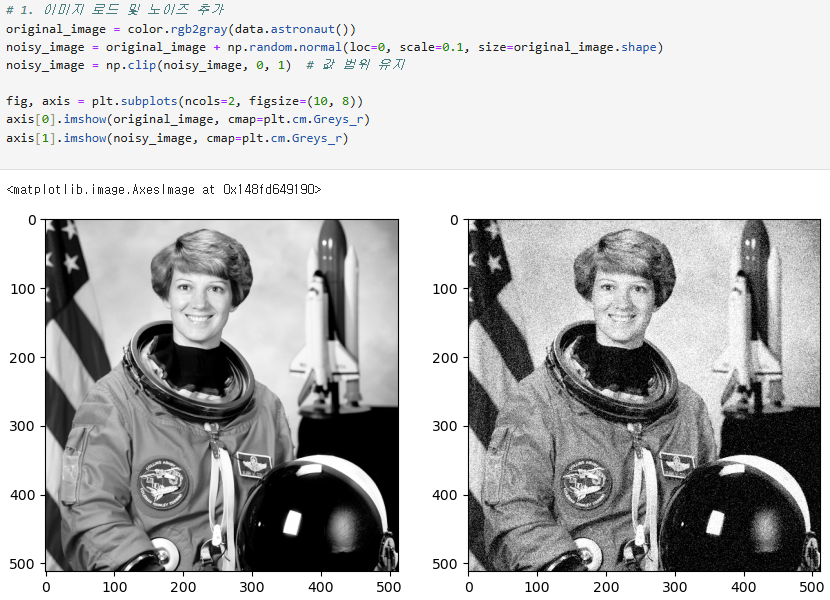 # 1. 이미지 로드 및 노이즈 추가
original_image = color.rgb2gray(data.astronaut())
noisy_image = original_image + np.random.normal(loc=0, scale=0.1, size=original_image.shape)
noisy_image = np.clip(noisy_image, 0, 1)  # 값 범위 유지
fig, axis = plt.subplots(ncols=2, figsize=(10, 8))
axis[0].imshow(original_image, cmap=plt.cm.Greys_r)
axis[1].imshow(noisy_image, cmap=plt.cm.Greys_r)
<matplotlib.image.AxesImage at 0x148fd649190>
0
100
200
300
400
500
0 100 200 300 400 500
0
100
200
300
400
500
0 100 200 300 400 500